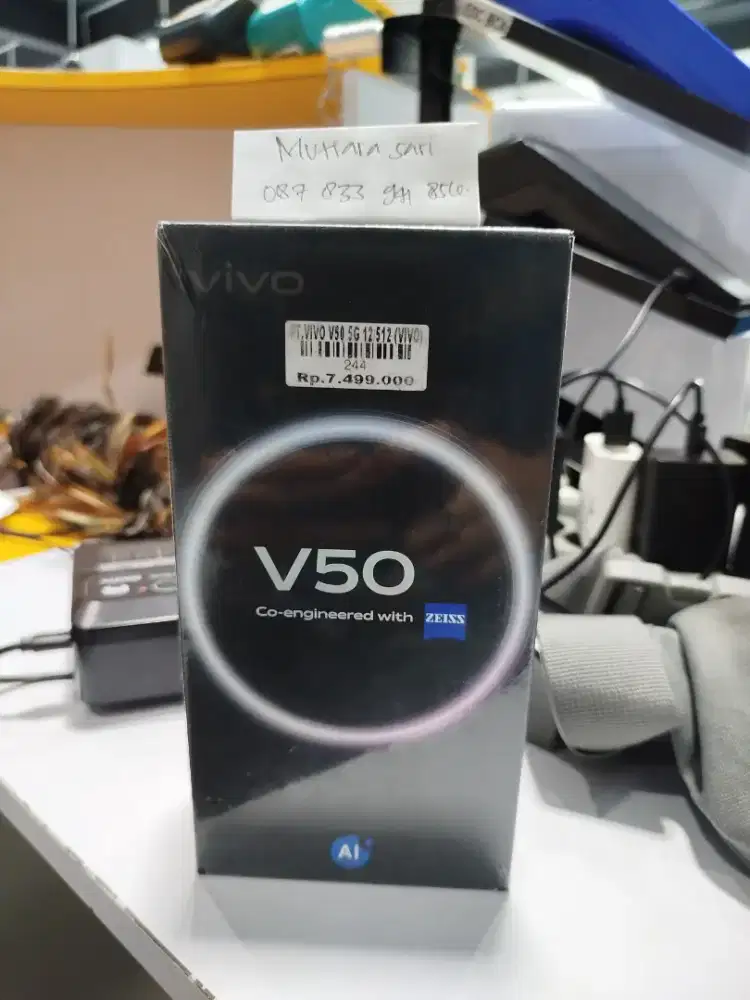 Mutiara sari
087 833
vivo
PT.VIVO V50 5G 12/512 (VIVO)
244
Rp.7.499.000
V50
Co-engineered with ZEISS
AI